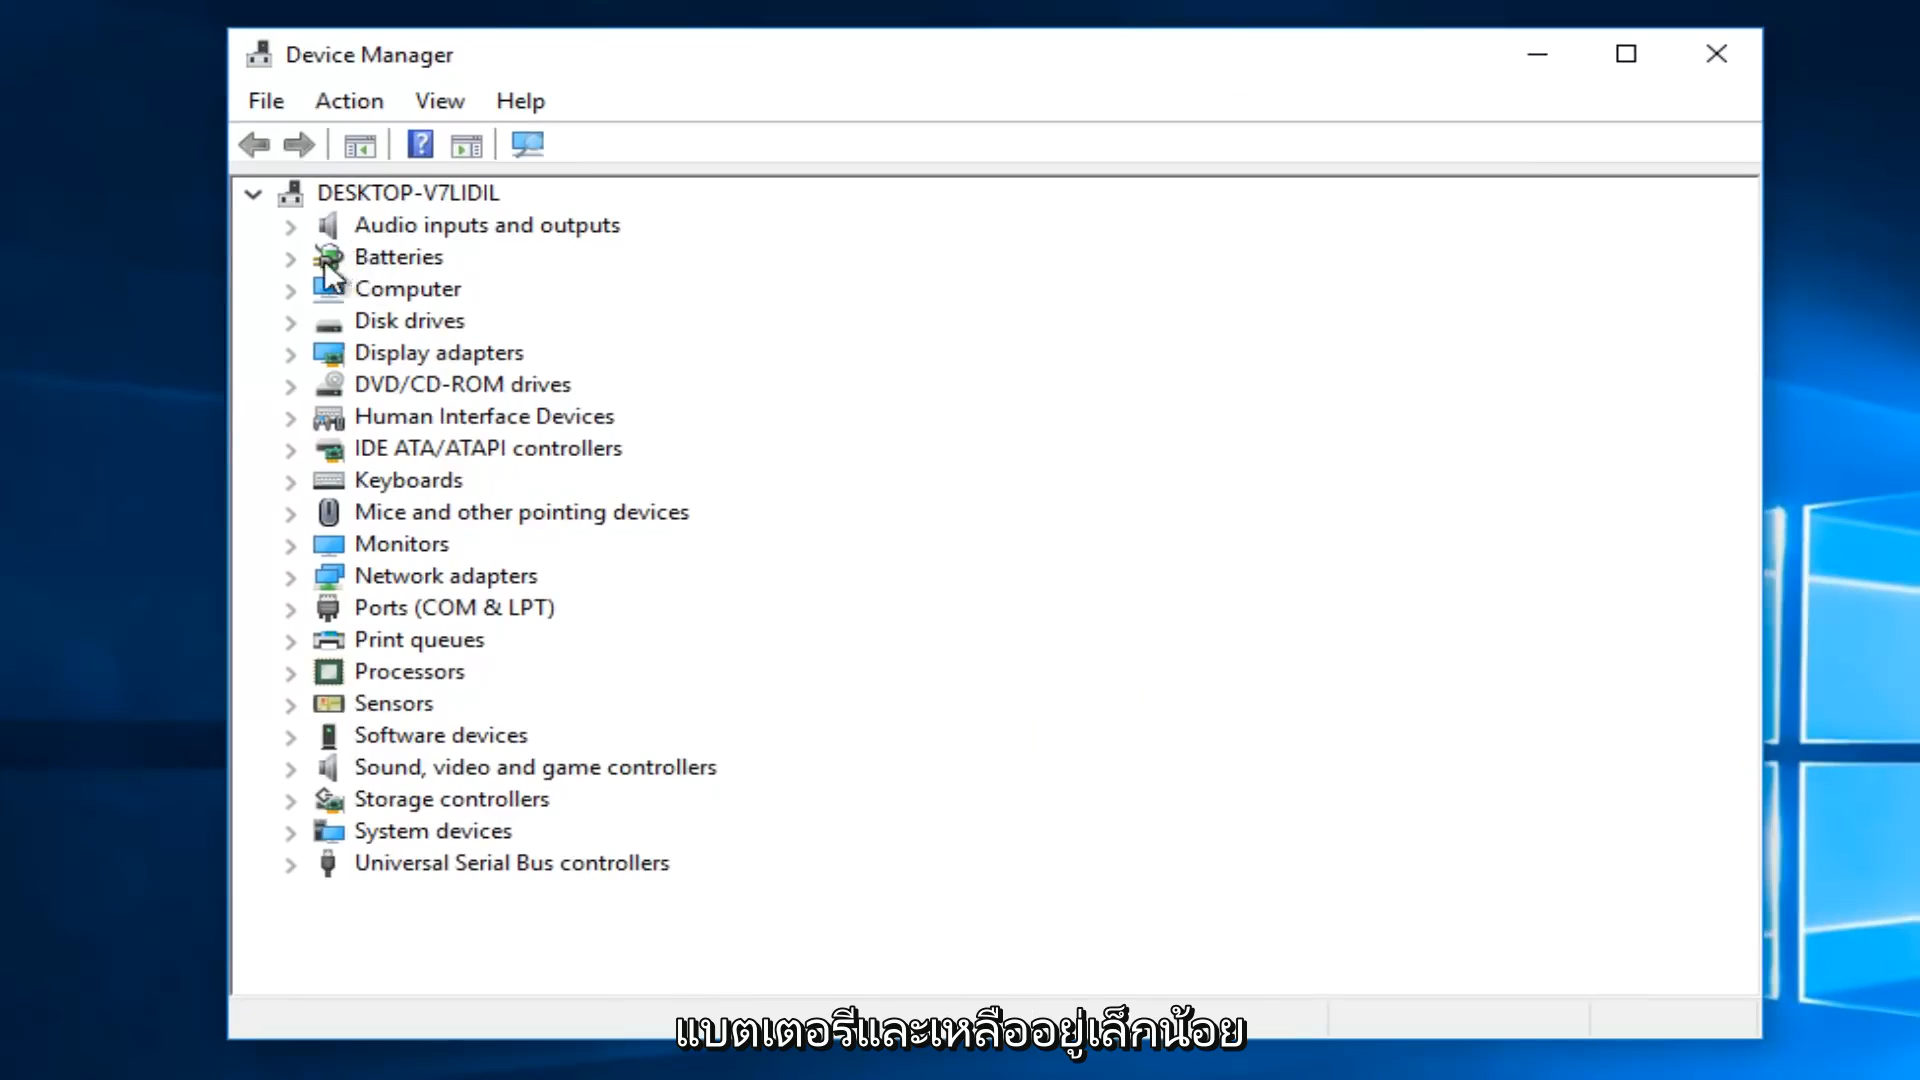 Device Manager
File Action View Help
DESKTOP-V7LIDIL
Audio inputs and outputs
Batteries
Computer
Disk drives
Display adapters
DVD/CD-ROM drives
Human Interface Devices
IDE ATA/ATAPI controllers
Keyboards
Mice and other pointing devices
Monitors
Network adapters
Ports (COM & LPT)
Print queues
Processors
Sensors
Software devices
Sound, video and game controllers
Storage controllers
System devices
Universal Serial Bus controllers
แบตเตอรีและเหลืออยู่เล็กน้อย